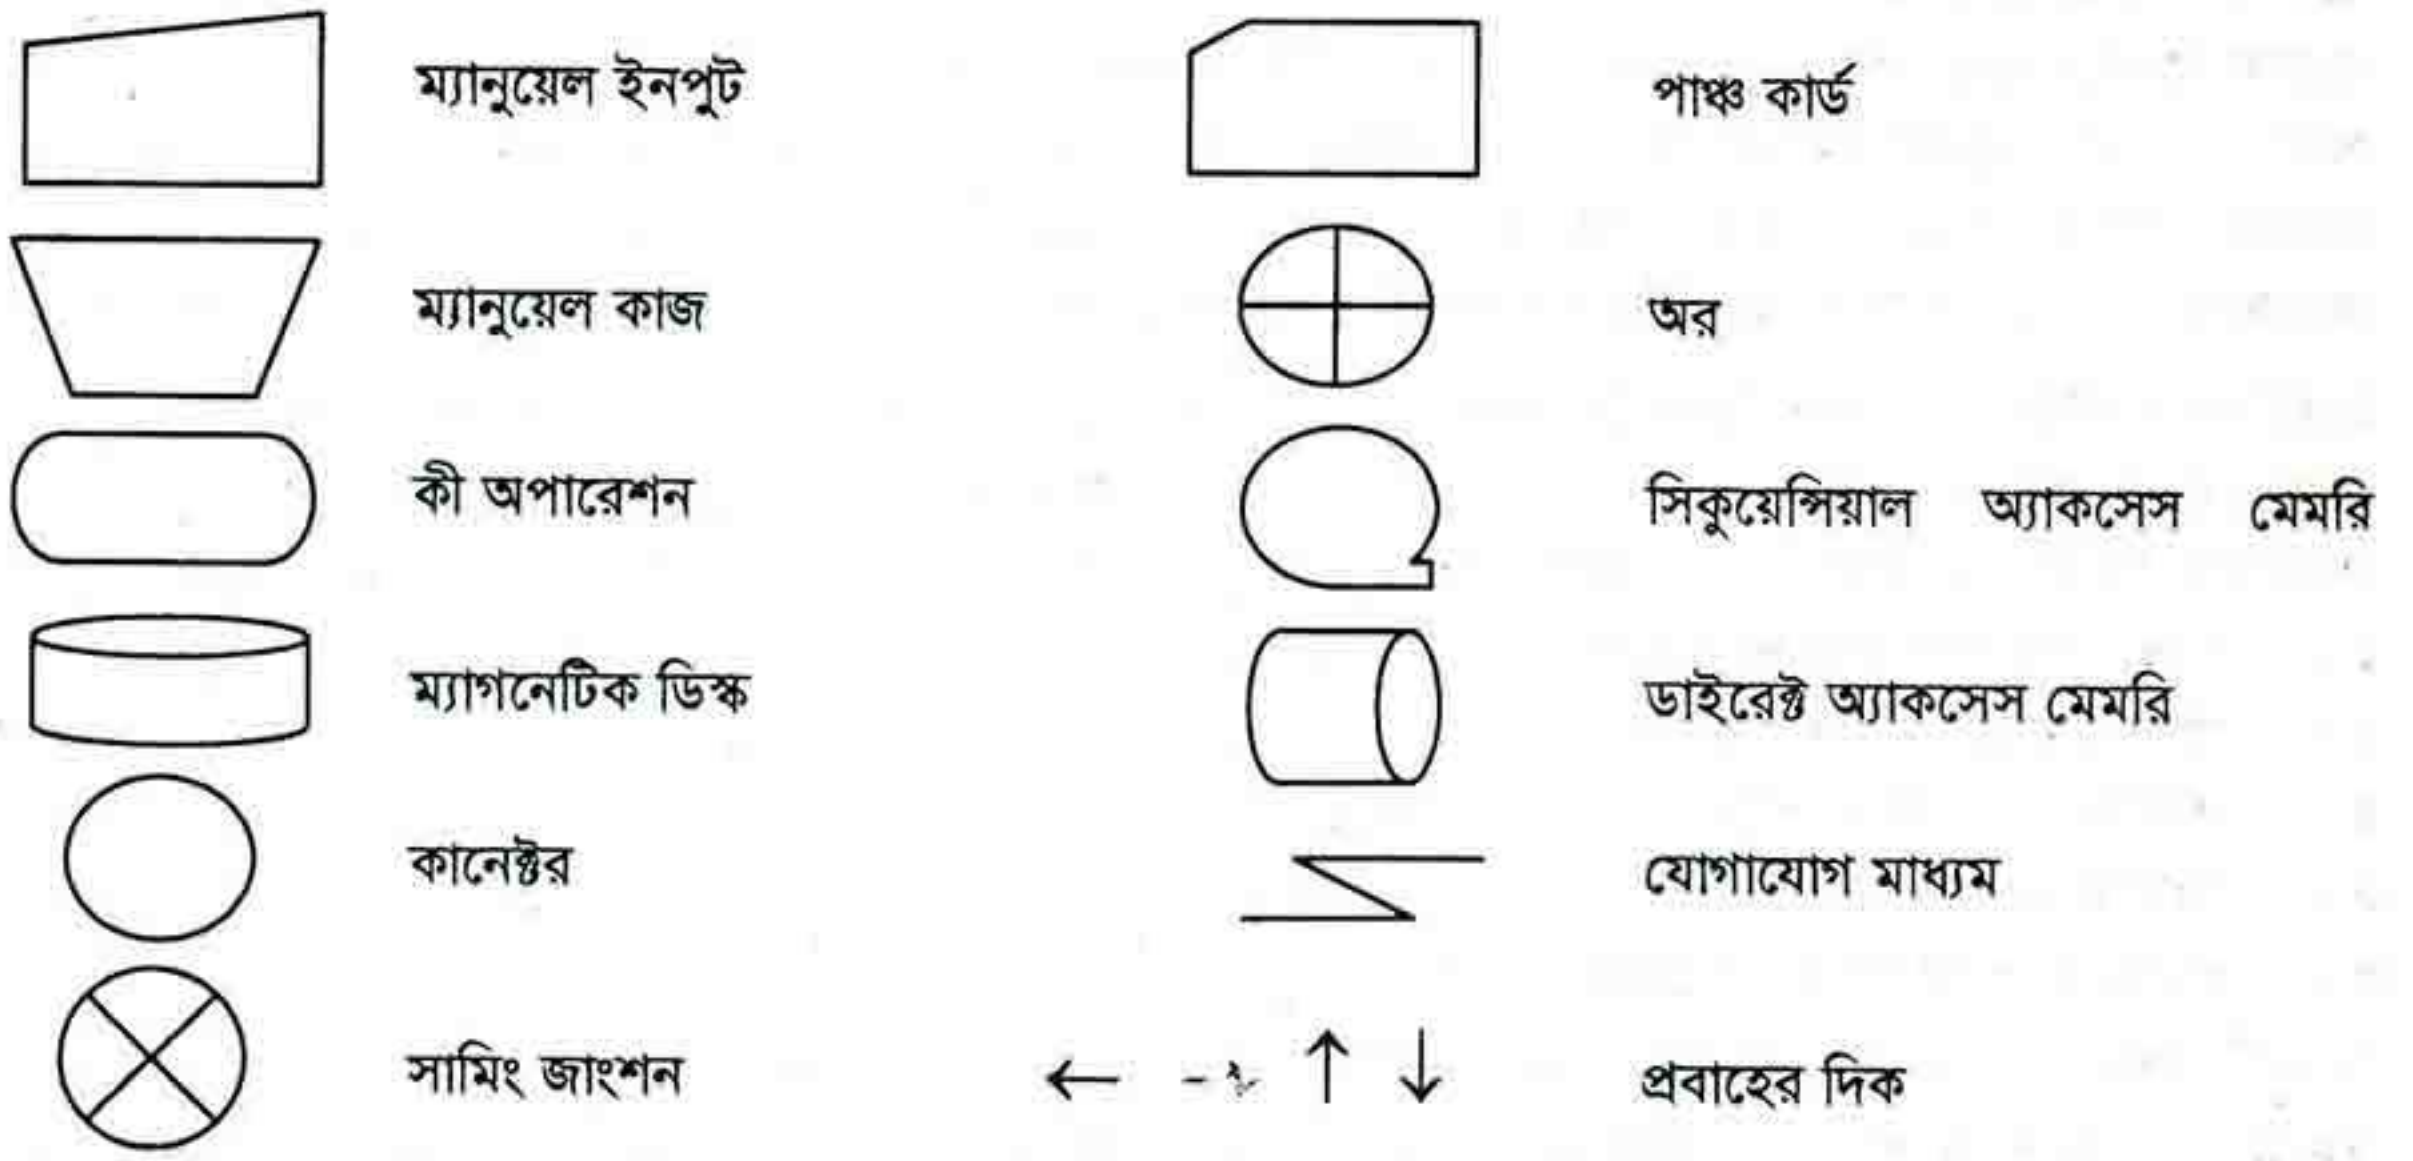 ম্যানুয়েল ইনপুট
পাঞ্চ কার্ড
ম্যানুয়েল কাজ
অর
কী অপারেশন
সিকুয়েন্সিয়াল অ্যাকসেস মেমরি
ম্যাগনেটিক ডিস্ক
ডাইরেক্ট অ্যাকসেস মেমরি
কানেক্টর
যোগাযোগ মাধ্যম
সামিং জাংশন
প্রবাহের দিক